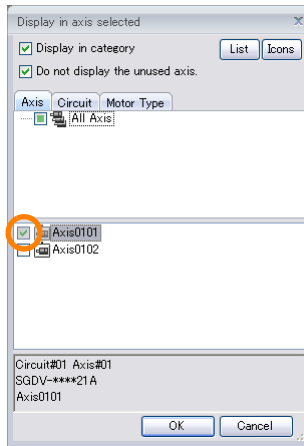 Display in axis selected
Display in category
List
Icons
Do not display the unused axis.
Axis
Circuit
Motor Type
All Axis
Axis0101
Axis0102
Circuit#01 Axis#01
SGDV-****21A
Axis0101
OK
Cancel